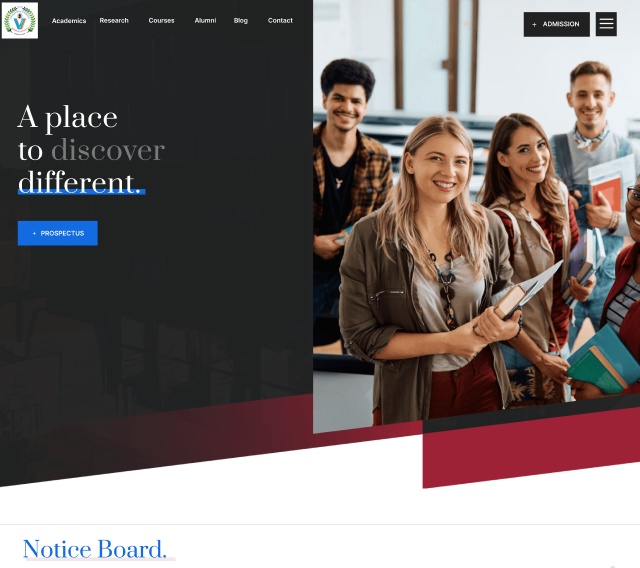 Academics Research Courses Alumni Blog Contact
+ ADMISSION
A place
to discover
different.
+ PROSPECTUS
Notice Board.